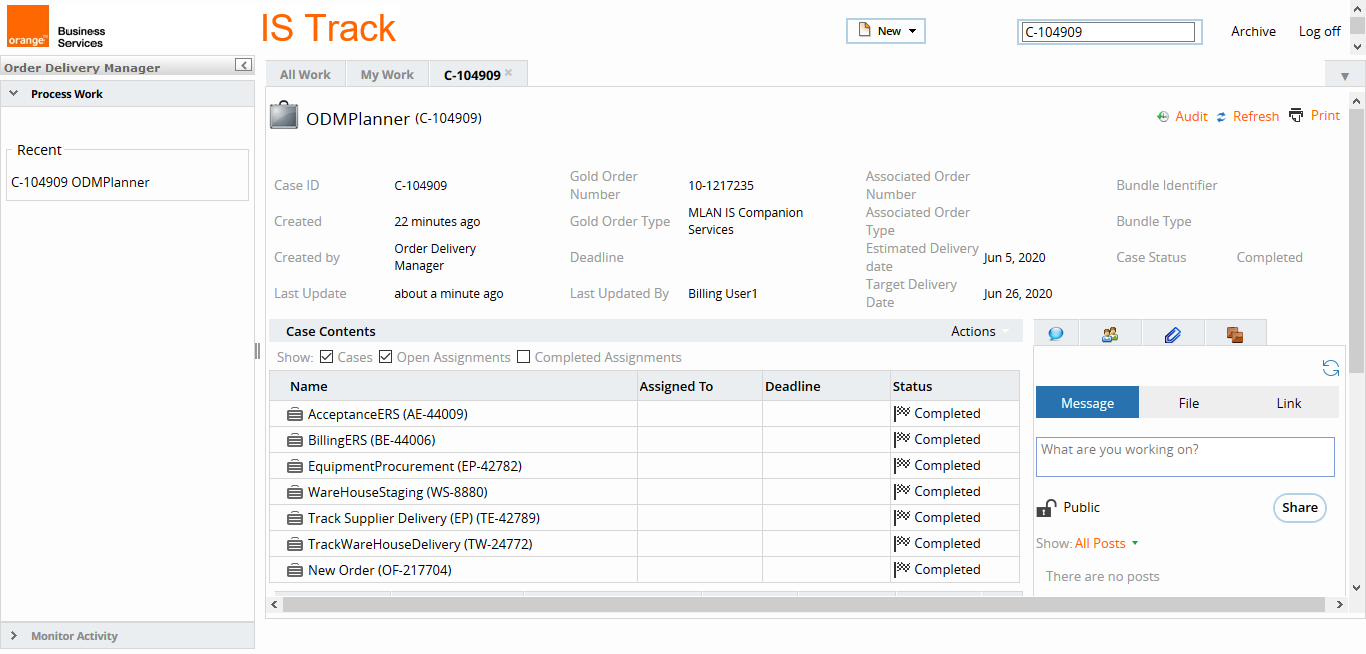 orange™
Business
Services
IS Track
New
C-104909
Archive
Log off
Order Delivery Manager
Process Work
Recent
C-104909 ODMPlanner
Monitor Activity
All Work
My Work
C-104909
ODMPlanner (C-104909)
Audit
Refresh
Print
Case ID
C-104909
Gold Order
Number
10-1217235
Associated Order
Number
Bundle Identifier
Created
22 minutes ago
Gold Order Type
MLAN IS Companion
Services
Associated Order
Type
Bundle Type
Created by
Order Delivery
Manager
Deadline
Estimated Delivery
date
Jun 5, 2020
Case Status
Completed
Last Update
about a minute ago
Last Updated By
Billing User1
Target Delivery
Date
Jun 26, 2020
Case Contents
Actions
Show: Cases Open Assignments Completed Assignments
Name Assigned To Deadline Status
AcceptanceERS (AE-44009) Completed
BillingERS (BE-44006) Completed
EquipmentProcurement (EP-42782) Completed
WareHouseStaging (WS-8880) Completed
Track Supplier Delivery (EP) (TE-42789) Completed
TrackWareHouseDelivery (TW-24772) Completed
New Order (OF-217704) Completed
Message
File
Link
What are you working on?
Public
Share
Show: All Posts
There are no posts